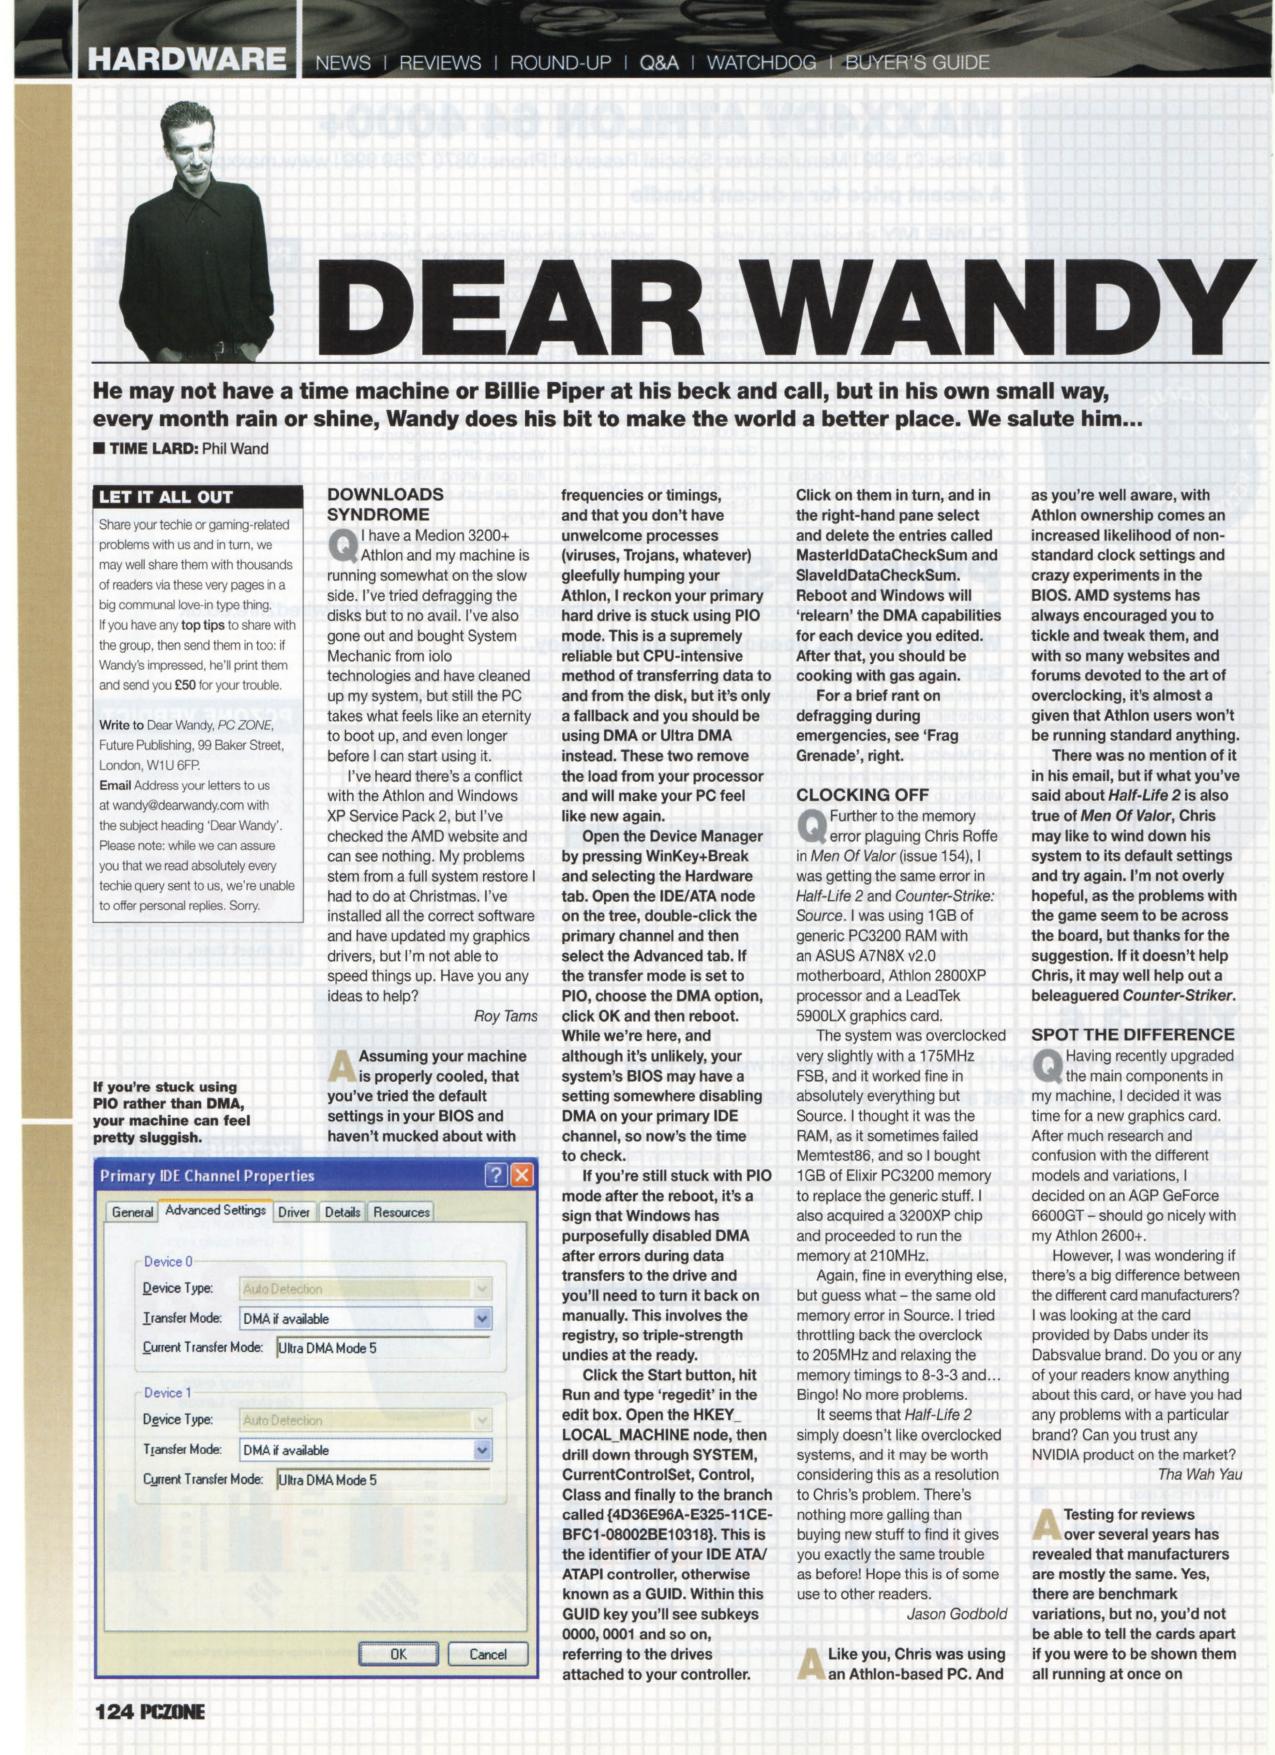 HARDWARE
NEWS | REVIEWS | ROUND-UP | Q&A | WATCHDOG | BUYER'S GUIDE
DEAR WANDY
He may not have a time machine or Billie Piper at his beck and call, but in his own small way,
every month rain or shine, Wandy does his bit to make the world a better place. We salute him...
■ TIME LARD: Phil Wand
LET IT ALL OUT
Share your techie or gaming-related
problems with us and in turn, we
may well share them with thousands
of readers via these very pages in a
big communal love-in type thing.
If you have any top tips to share with
the group, then send them in too: if
Wandy's impressed, he'll print them
and send you £50 for your trouble.
Write to Dear Wandy, PC ZONE,
Future Publishing, 99 Baker Street,
London, W1U 6FP.
Email Address your letters to us
at wandy@dearwandy.com with
the subject heading 'Dear Wandy'.
Please note: while we can assure
you that we read absolutely every
techie query sent to us, we're unable
to offer personal replies. Sorry.
If you're stuck using
PIO rather than DMA,
your machine can feel
pretty sluggish.
Primary IDE Channel Properties
General Advanced Settings Driver Details Resources
Device 0
Device Type: Auto Detection
Transfer Mode: DMA if available
Current Transfer Mode: Ultra DMA Mode 5
Device 1
Device Type: Auto Detection
Transfer Mode: DMA if available
Current Transfer Mode: Ultra DMA Mode 5
OK Cancel
DOWNLOADS
SYNDROME
Q I have a Medion 3200+
Athlon and my machine is
running somewhat on the slow
side. I've tried defragging the
disks but to no avail. I've also
gone out and bought System
Mechanic from iolo
technologies and have cleaned
up my system, but still the PC
takes what feels like an eternity
to boot up, and even longer
before I can start using it.
I've heard there's a conflict
with the Athlon and Windows
XP Service Pack 2, but I've
checked the AMD website and
can see nothing. My problems
stem from a full system restore I
had to do at Christmas. I've
installed all the correct software
and have updated my graphics
drivers, but I'm not able to
speed things up. Have you any
ideas to help?
Roy Tams
A Assuming your machine
is properly cooled, that
you've tried the default
settings in your BIOS and
haven't mucked about with
frequencies or timings,
and that you don't have
unwelcome processes
(viruses, Trojans, whatever)
gleefully humping your
Athlon, I reckon your primary
hard drive is stuck using PIO
mode. This is a supremely
reliable but CPU-intensive
method of transferring data to
and from the disk, but it's only
a fallback and you should be
using DMA or Ultra DMA
instead. These two remove
the load from your processor
and will make your PC feel
like new again.
Open the Device Manager
by pressing WinKey+Break
and selecting the Hardware
tab. Open the IDE/ATA node
on the tree, double-click the
primary channel and then
select the Advanced tab. If
the transfer mode is set to
PIO, choose the DMA option,
click OK and then reboot.
While we're here, and
although it's unlikely, your
system's BIOS may have a
setting somewhere disabling
DMA on your primary IDE
channel, so now's the time
to check.
If you're still stuck with PIO
mode after the reboot, it's a
sign that Windows has
purposefully disabled DMA
after errors during data
transfers to the drive and
you'll need to turn it back on
manually. This involves the
registry, so triple-strength
undies at the ready.
Click the Start button, hit
Run and type 'regedit' in the
edit box. Open the HKEY_
LOCAL_MACHINE node, then
drill down through SYSTEM,
CurrentControlSet, Control,
Class and finally to the branch
called {4D36E96A-E325-11CE-
BFC1-08002BE10318}. This is
the identifier of your IDE ATA/
ATAPI controller, otherwise
known as a GUID. Within this
GUID key you'll see subkeys
0000, 0001 and so on,
referring to the drives
attached to your controller.
Click on them in turn, and in
the right-hand pane select
and delete the entries called
MasterIdDataCheckSum and
SlaveIdDataCheckSum.
Reboot and Windows will
'relearn' the DMA capabilities
for each device you edited.
After that, you should be
cooking with gas again.
For a brief rant on
defragging during
emergencies, see 'Frag
Grenade', right.
CLOCKING OFF
Q Further to the memory
error plaguing Chris Roffe
in Men Of Valor (issue 154), I
was getting the same error in
Half-Life 2 and Counter-Strike:
Source. I was using 1GB of
generic PC3200 RAM with
an ASUS A7N8X v2.0
motherboard, Athlon 2800XP
processor and a LeadTek
5900LX graphics card.
The system was overclocked
very slightly with a 175MHz
FSB, and it worked fine in
absolutely everything but
Source. I thought it was the
RAM, as it sometimes failed
Memtest86, and so I bought
1GB of Elixir PC3200 memory
to replace the generic stuff. I
also acquired a 3200XP chip
and proceeded to run the
memory at 210MHz.
Again, fine in everything else,
but guess what – the same old
memory error in Source. I tried
throttling back the overclock
to 205MHz and relaxing the
memory timings to 8-3-3 and...
Bingo! No more problems.
It seems that Half-Life 2
simply doesn't like overclocked
systems, and it may be worth
considering this as a resolution
to Chris's problem. There's
nothing more galling than
buying new stuff to find it gives
you exactly the same trouble
as before! Hope this is of some
use to other readers.
Jason Godbold
A Like you, Chris was using
an Athlon-based PC. And
as you're well aware, with
Athlon ownership comes an
increased likelihood of non-
standard clock settings and
crazy experiments in the
BIOS. AMD systems has
always encouraged you to
tickle and tweak them, and
with so many websites and
forums devoted to the art of
overclocking, it's almost a
given that Athlon users won't
be running standard anything.
There was no mention of it
in his email, but if what you've
said about Half-Life 2 is also
true of Men Of Valor, Chris
may like to wind down his
system to its default settings
and try again. I'm not overly
hopeful, as the problems with
the game seem to be across
the board, but thanks for the
suggestion. If it doesn't help
Chris, it may well help out a
beleaguered Counter-Striker.
SPOT THE DIFFERENCE
Q Having recently upgraded
the main components in
my machine, I decided it was
time for a new graphics card.
After much research and
confusion with the different
models and variations, I
decided on an AGP GeForce
6600GT – should go nicely with
my Athlon 2600+.
However, I was wondering if
there's a big difference between
the different card manufacturers?
I was looking at the card
provided by Dabs under its
Dabsvalue brand. Do you or any
of your readers know anything
about this card, or have you had
any problems with a particular
brand? Can you trust any
NVIDIA product on the market?
Tha Wah Yau
A Testing for reviews
over several years has
revealed that manufacturers
are mostly the same. Yes,
there are benchmark
variations, but no, you'd not
be able to tell the cards apart
if you were to be shown them
all running at once on
124 PCZONE